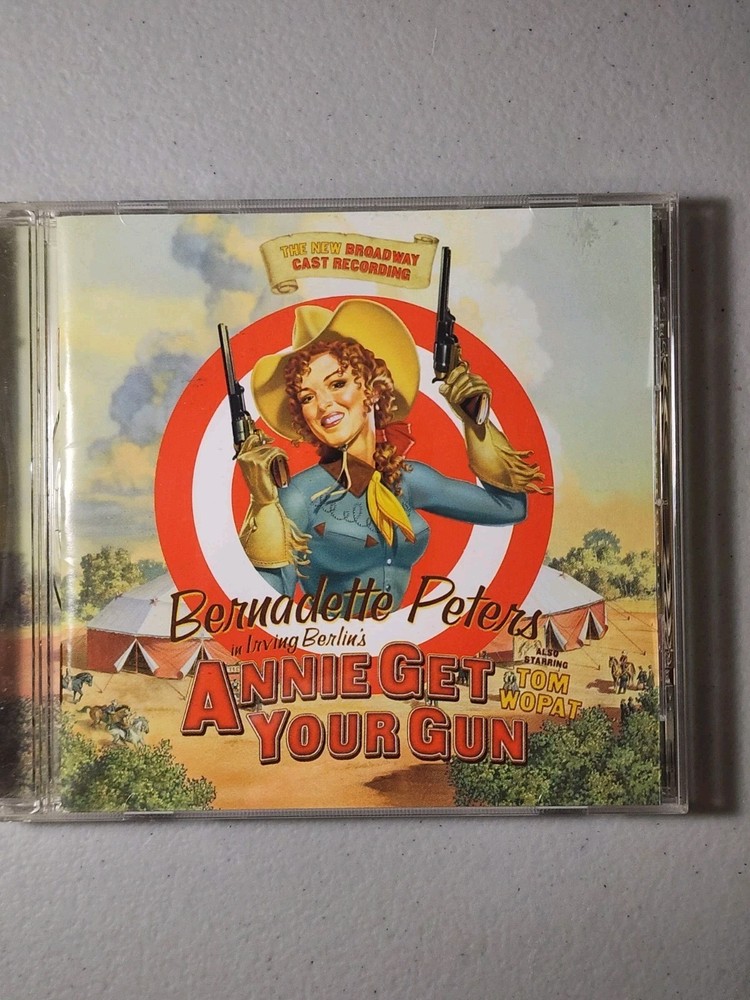 THE NEW BROADWAY
CAST RECORDING
Bernadette Peters
in Irving Berlin's
ANNIE GET
YOUR GUN
ALSO
STARRING
TOM
WOPAT